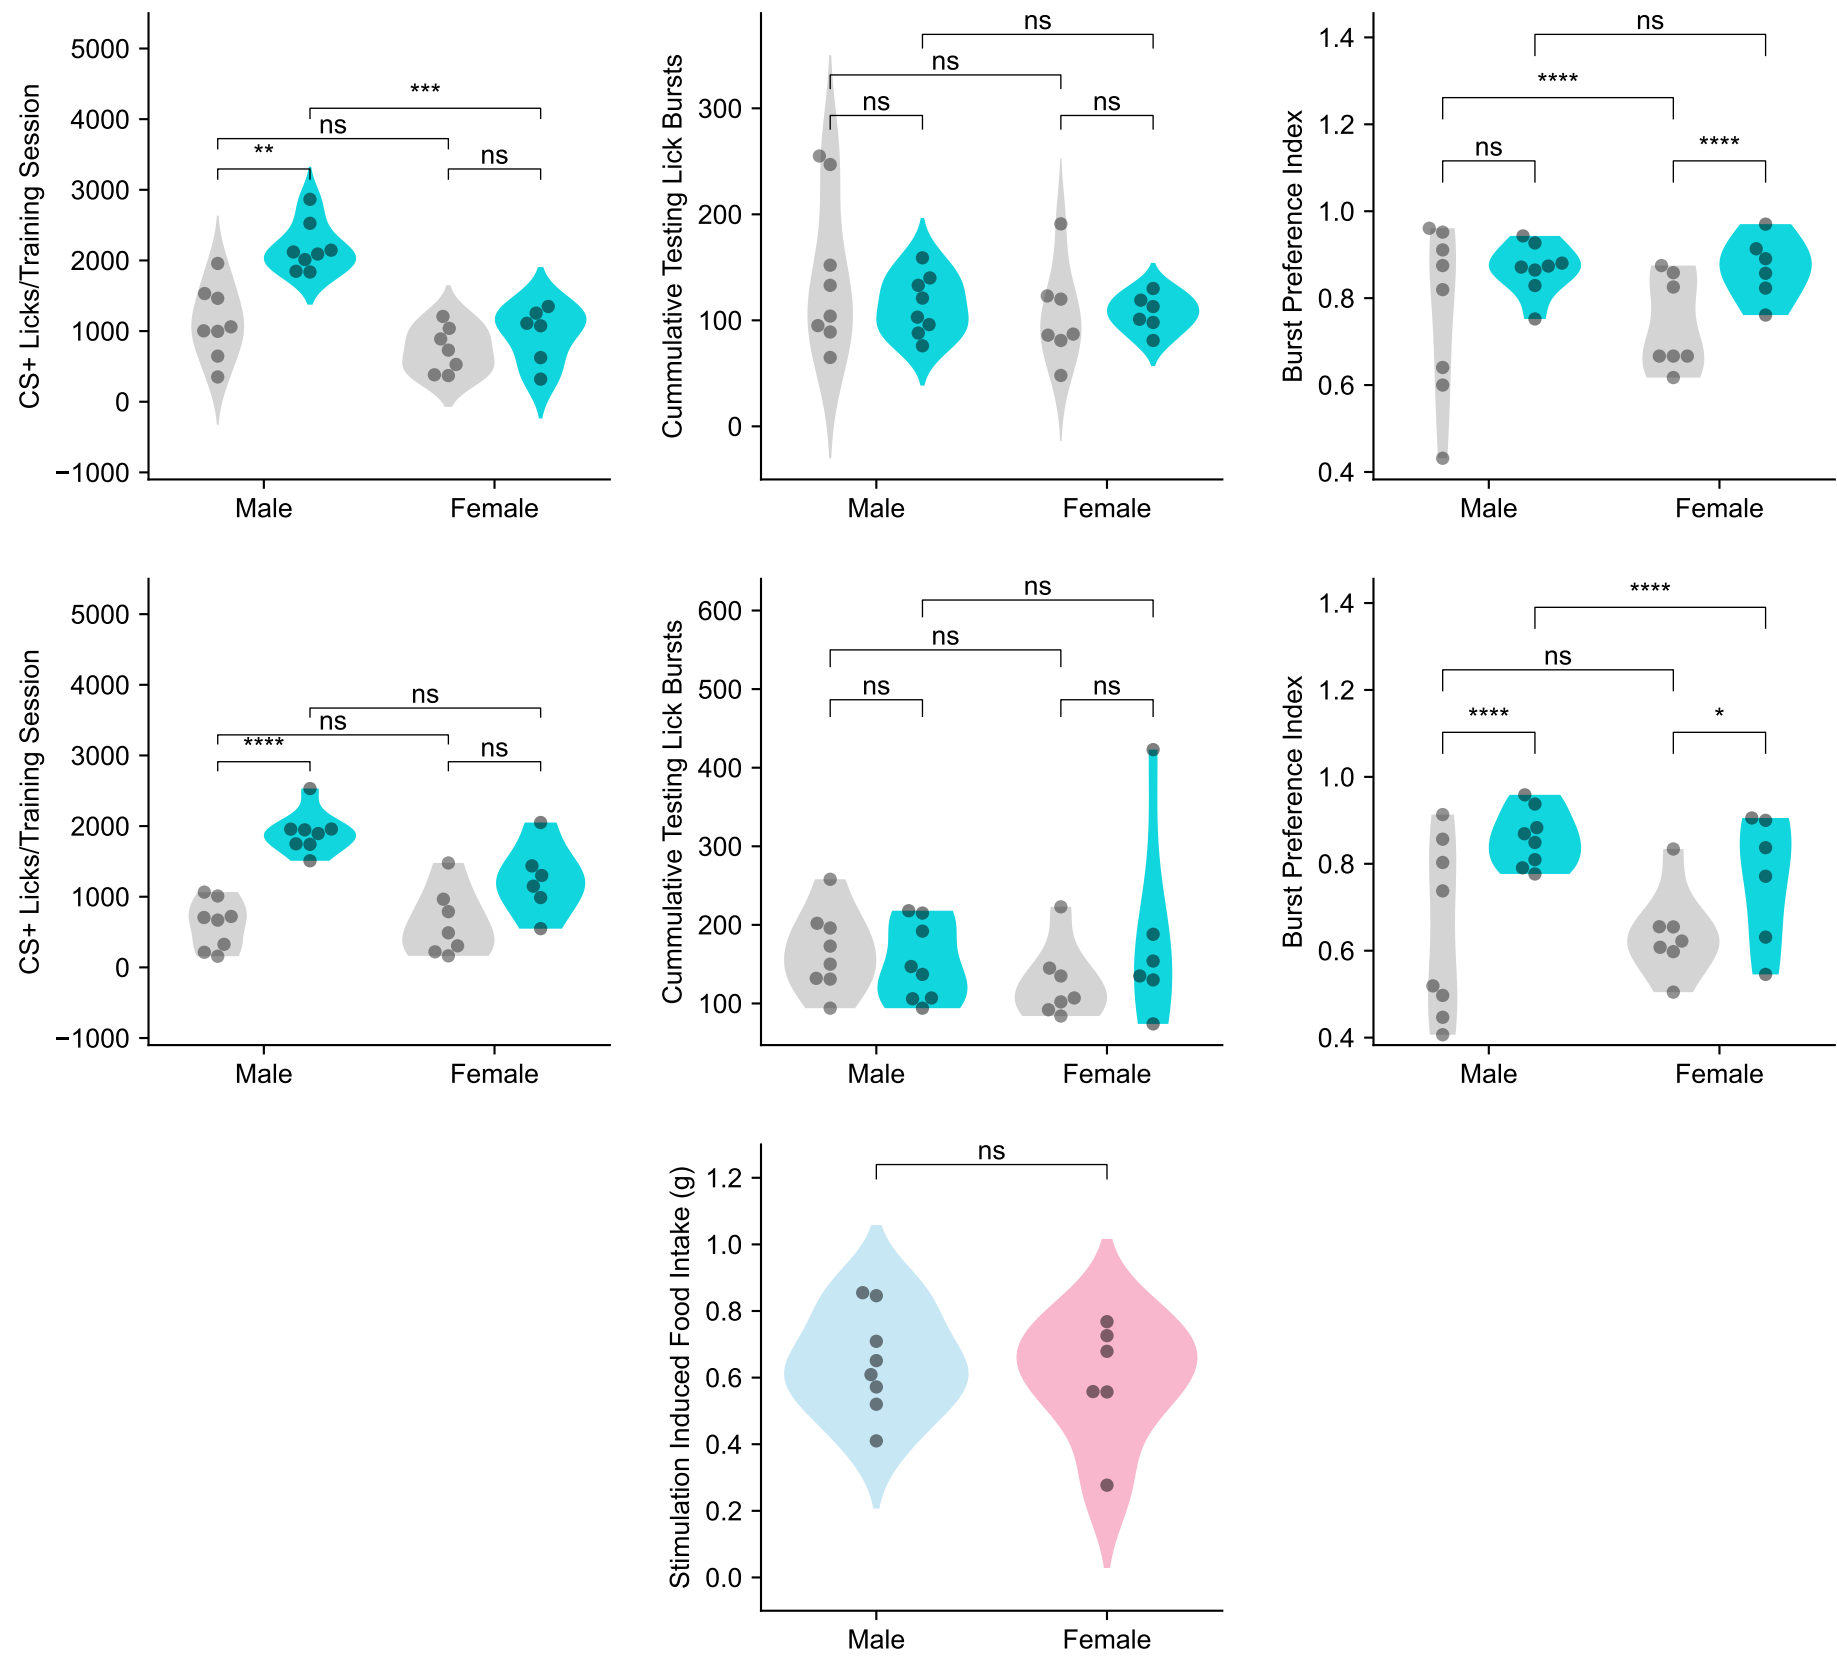 CS+ Licks/Training Session
5000
4000
3000
2000
1000
0
−1000
***
ns
**
ns
Male
Female
Cummulative Testing Lick Bursts
300
200
100
0
ns
ns
ns
ns
Male
Female
Burst Preference Index
1.4
1.2
1.0
0.8
0.6
0.4
ns
****
ns
****
Male
Female
CS+ Licks/Training Session
5000
4000
3000
2000
1000
0
−1000
ns
ns
****
ns
Male
Female
Cummulative Testing Lick Bursts
600
500
400
300
200
100
ns
ns
ns
ns
Male
Female
Burst Preference Index
1.4
1.2
1.0
0.8
0.6
0.4
****
ns
****
*
Male
Female
Stimulation Induced Food Intake (g)
1.2
1.0
0.8
0.6
0.4
0.2
0.0
ns
Male
Female